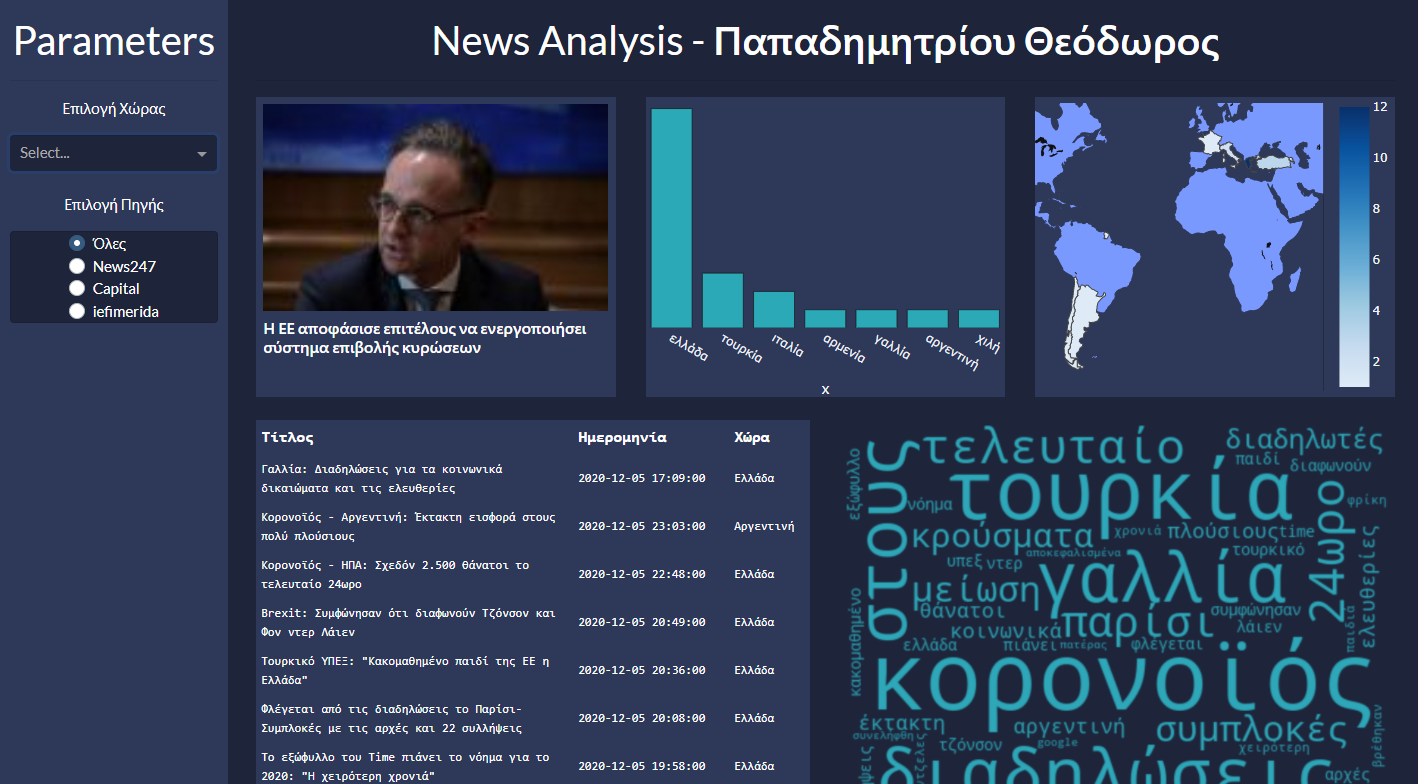 Parameters
Επιλογή Χώρας
Select...
Επιλογή Πηγής
Όλες
News247
Capital
iefimerida
News Analysis - Παπαδημητρίου Θεόδωρος
Η ΕΕ αποφάσισε επιτέλους να ενεργοποιήσει
σύστημα επιβολής κυρώσεων
ελλάδα
τουρκία
ιταλία
αρμενία
γαλλία
αργεντινή
χιλή
x
12
10
8
6
4
2
Τίτλος Ημερομηνία Χώρα
Γαλλία: Διαδηλώσεις για τα κοινωνικά
δικαιώματα και τις ελευθερίες
2020-12-05 17:09:00 Ελλάδα
Κορονοϊός - Αργεντινή: Έκτακτη εισφορά στους
πολύ πλούσιους
2020-12-05 23:03:00 Αργεντινή
Κορονοϊός - ΗΠΑ: Σχεδόν 2.500 θάνατοι το
τελευταίο 24ωρο
2020-12-05 22:48:00 Ελλάδα
Brexit: Συμφώνησαν ότι διαφωνούν Τζόνσον και
Φον ντερ Λάιεν
2020-12-05 20:49:00 Ελλάδα
Τουρκικό ΥΠΕΞ: "Κακομαθημένο παιδί της ΕΕ η
Ελλάδα"
2020-12-05 20:36:00 Ελλάδα
Φλέγεται από τις διαδηλώσεις το Παρίσι-
Συμπλοκές με τις αρχές και 22 συλλήψεις
2020-12-05 20:08:00 Ελλάδα
Το εξώφυλλο του Time πιάνει το νόημα για το
2020: "Η χειρότερη χρονιά"
2020-12-05 19:58:00 Ελλάδα
τελευταίο
διαδηλωτές
παιδί
διαφωνούν
εξώφυλλο
στους
νόημα
τουρκία
24ωρο
φρίκη
κρούσματα
χρονιά
πλούσιους
time
αποκεφαλισμένα
τουρκικό
υπεξ
ντερ
γαλλία
ελευθερίες
μείωση
θάνατοι
κακομαθημένο
συμφώνησαν
κοινωνικά
παρίσι
λάιεν
παιδιά
ελλάδα
πιάνει
πατέρας
φλέγεται
κορονοϊός
έκτακτη
αργεντινή
συμπλοκές
συνελήφθη
τζόνσον
google
χειρότερη
βρέθηκαν
διαδηλώσεις
αρχές